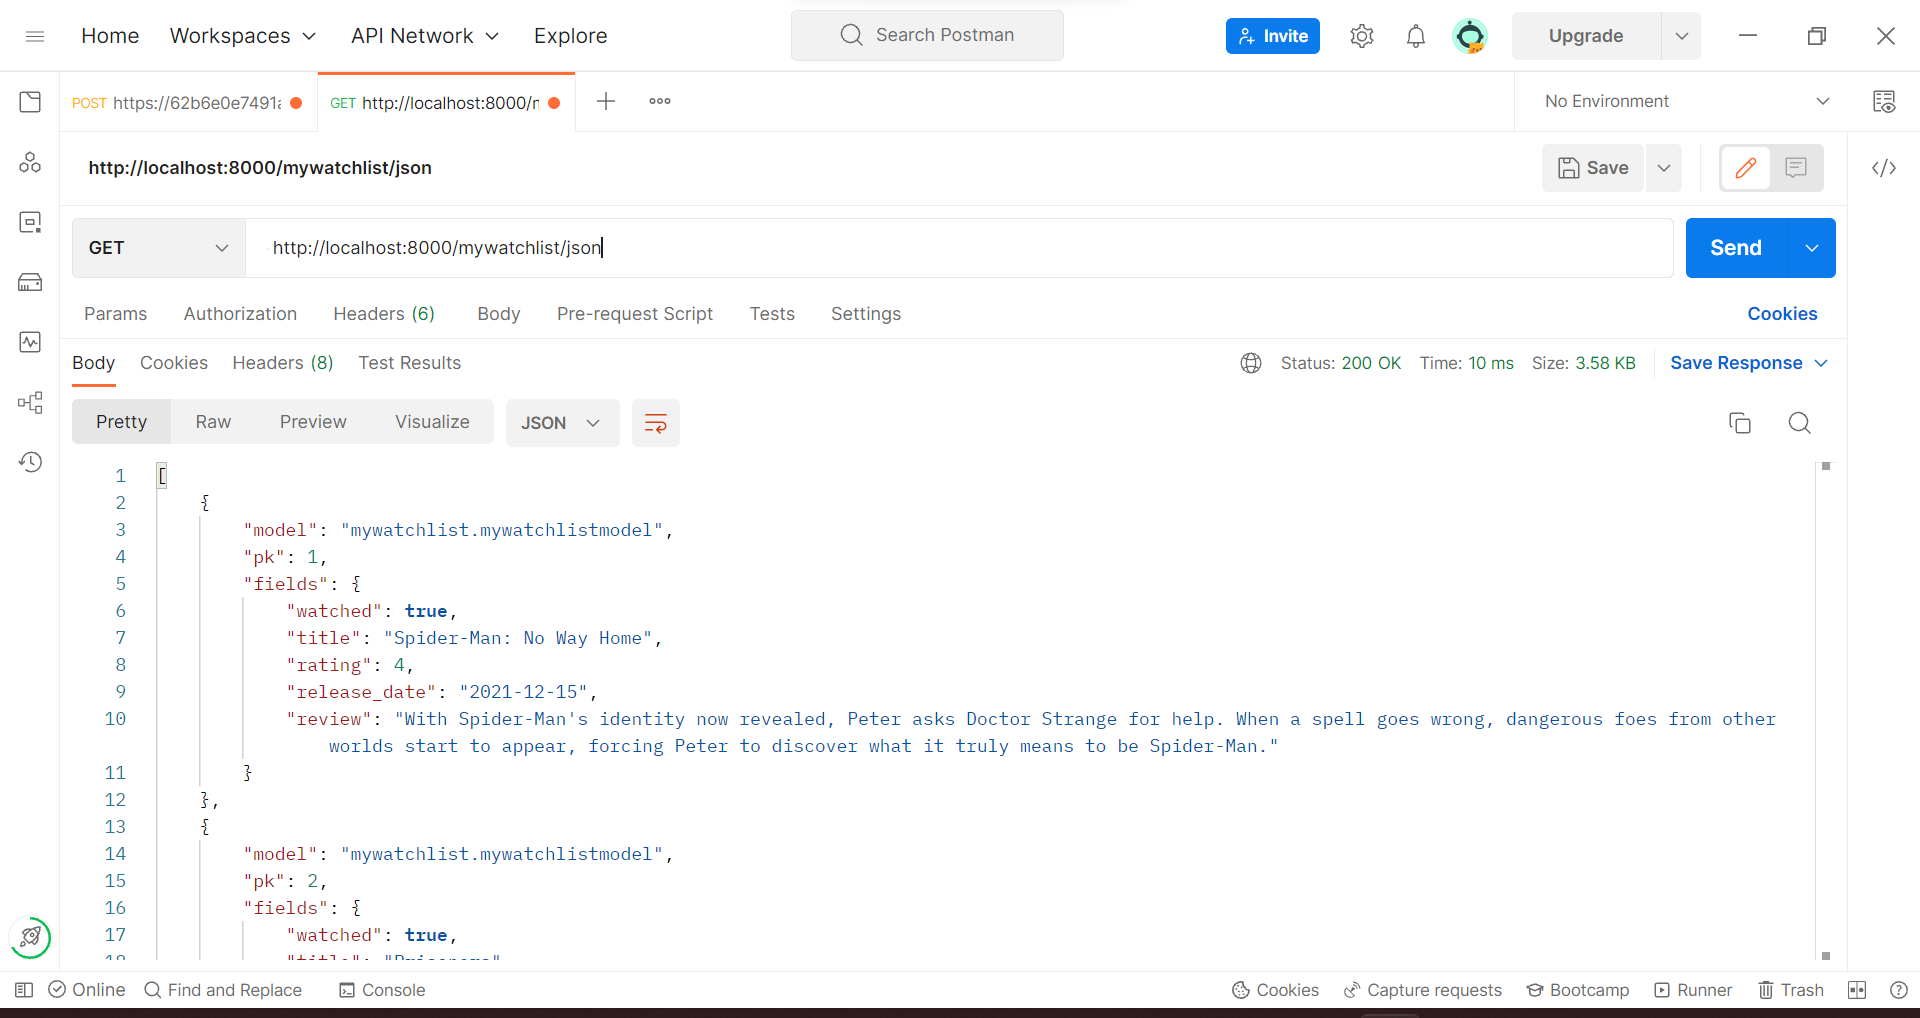 Home Workspaces API Network Explore Search Postman Invite Upgrade
POST https://62b6e0e7491 GET http://localhost:8000/ No Environment
http://localhost:8000/mywatchlist/json Save
GET http://localhost:8000/mywatchlist/json Send
Params Authorization Headers (6) Body Pre-request Script Tests Settings Cookies
Body Cookies Headers (8) Test Results Status: 200 OK Time: 10 ms Size: 3.58 KB Save Response
Pretty Raw Preview Visualize JSON
1 [
2 {
3 "model": "mywatchlist.mywatchlistmodel",
4 "pk": 1,
5 "fields": {
6 "watched": true,
7 "title": "Spider-Man: No Way Home",
8 "rating": 4,
9 "release_date": "2021-12-15",
10 "review": "With Spider-Man's identity now revealed, Peter asks Doctor Strange for help. When a spell goes wrong, dangerous foes from other
worlds start to appear, forcing Peter to discover what it truly means to be Spider-Man."
11 }
12 },
13 {
14 "model": "mywatchlist.mywatchlistmodel",
15 "pk": 2,
16 "fields": {
17 "watched": true,
Online Find and Replace Console Cookies Capture requests Bootcamp Runner Trash